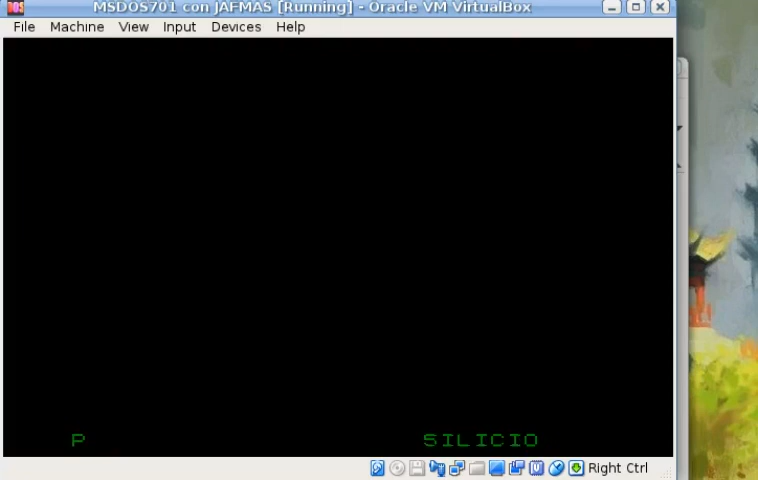 MSDOS701 con JAFMAS [Running] - Oracle VM VirtualBox
File Machine View Input Devices Help
P SILICIO
Right Ctrl